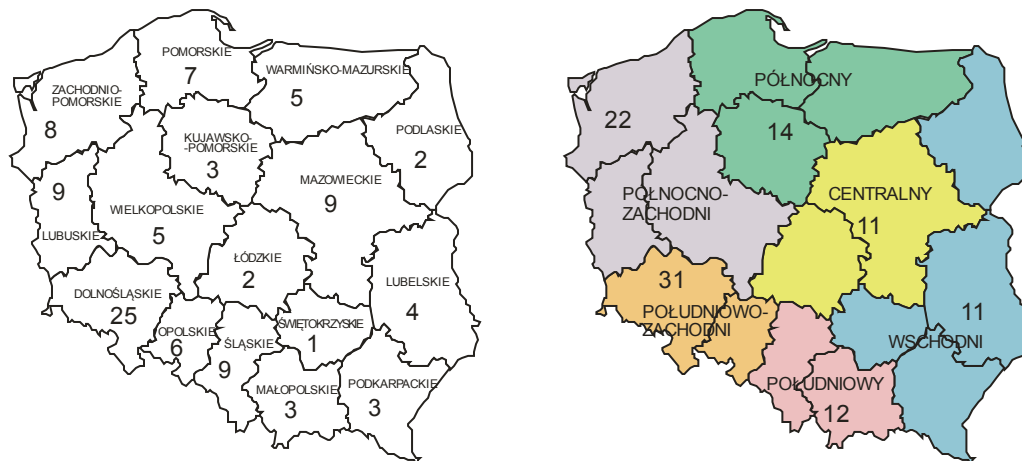 POMORSKIE
7
WARMIŃSKO-MAZURSKIE
5
ZACHODNIO-
POMORSKIE
8
KUJAWSKO-
-POMORSKIE
3
PODLASKIE
2
MAZOWIECKIE
9
9
LUBUSKIE
WIELKOPOLSKIE
5
ŁÓDZKIE
2
LUBELSKIE
4
DOLNOŚLĄSKIE
25
OPOLSKIE
6
ŚLĄSKIE
9
ŚWIĘTOKRZYSKIE
1
MAŁOPOLSKIE
3
PODKARPACKIE
3
PÓŁNOCNY
14
22
PÓŁNOCNO-
ZACHODNI
CENTRALNY
11
31
POŁUDNIOWO-
ZACHODNI
11
WSCHODNI
POŁUDNIOWY
12